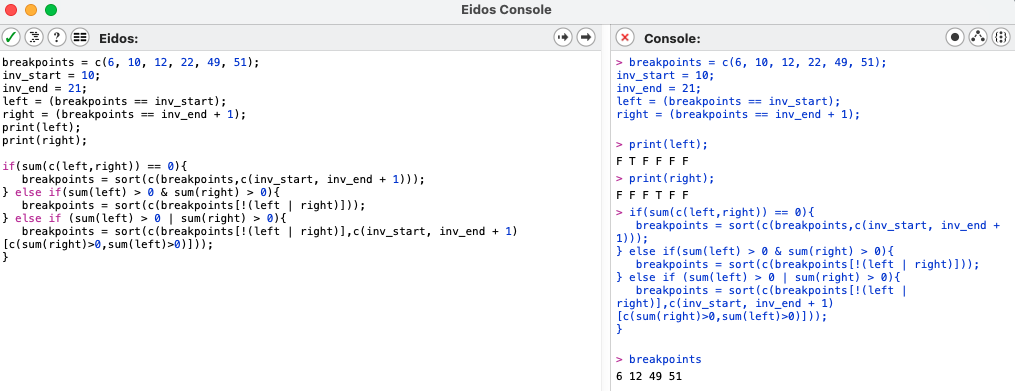 Eidos Console
Eidos:
breakpoints = c(6, 10, 12, 22, 49, 51);
inv_start = 10;
inv_end = 21;
left = (breakpoints == inv_start);
right = (breakpoints == inv_end + 1);
print(left);
print(right);
if(sum(c(left,right)) == 0){
breakpoints = sort(c(breakpoints,c(inv_start, inv_end + 1)));
} else if(sum(left) > 0 & sum(right) > 0){
breakpoints = sort(c(breakpoints[!(left | right)]));
} else if (sum(left) > 0 | sum(right) > 0){
breakpoints = sort(c(breakpoints[!(left | right)],c(inv_start, inv_end + 1)
[c(sum(right)>0,sum(left)>0)]));
}
Console:
> breakpoints = c(6, 10, 12, 22, 49, 51);
inv_start = 10;
inv_end = 21;
left = (breakpoints == inv_start);
right = (breakpoints == inv_end + 1);
> print(left);
F T F F F F
> print(right);
F F F T F F
> if(sum(c(left,right)) == 0){
breakpoints = sort(c(breakpoints,c(inv_start, inv_end +
1)));
} else if(sum(left) > 0 & sum(right) > 0){
breakpoints = sort(c(breakpoints[!(left | right)]));
} else if (sum(left) > 0 | sum(right) > 0){
breakpoints = sort(c(breakpoints[!(left |
right)],c(inv_start, inv_end + 1)
[c(sum(right)>0,sum(left)>0)]));
}
> breakpoints
6 12 49 51